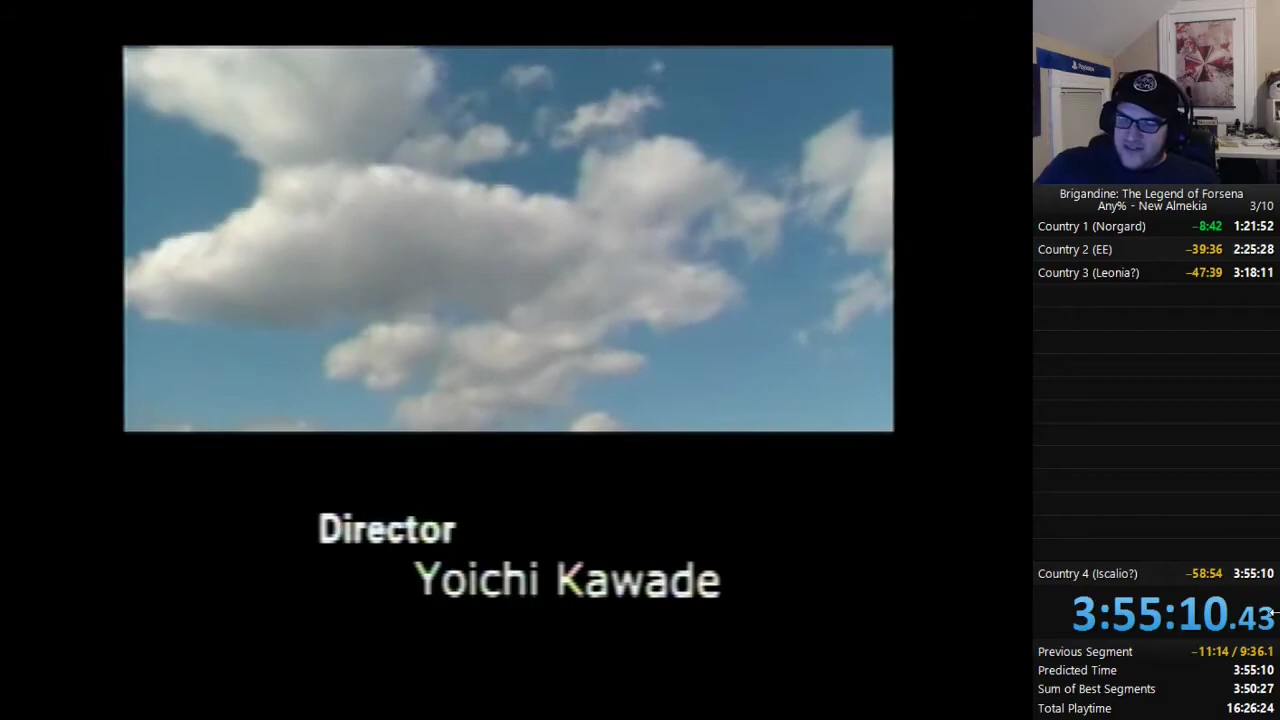 Director
Yoichi Kawade
PlayStation
Brigandine: The Legend of Forsena
Any% - New Almekia 3/10
Country 1 (Norgard) −8:42 1:21:52
Country 2 (EE) −39:36 2:25:28
Country 3 (Leonia?) −47:39 3:18:11
Country 4 (Iscalio?) −58:54 3:55:10
3:55:10.43
Previous Segment −11:14 / 9:36.1
Predicted Time 3:55:10
Sum of Best Segments 3:50:27
Total Playtime 16:26:24